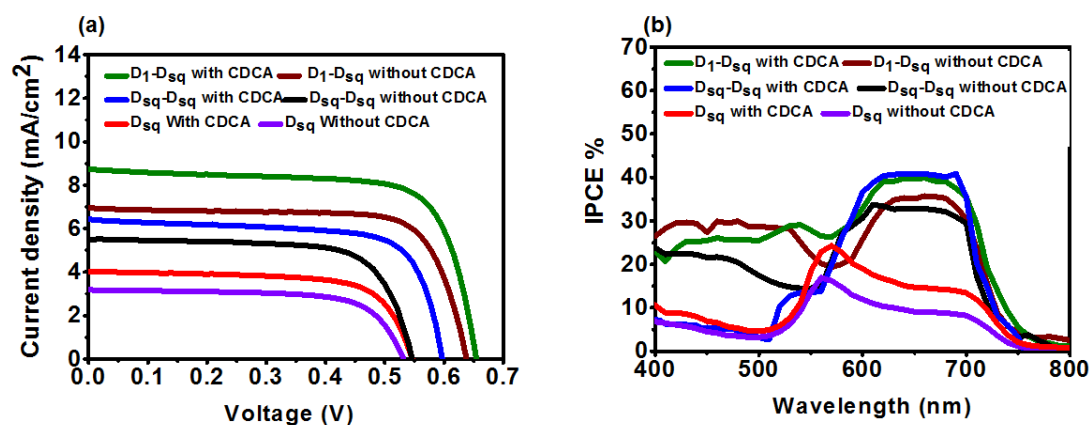 (a)
14
12
10
8
6
4
2
0
Current density (mA/cm²)
D₁-Dsq with CDCA D₁-Dsq without CDCA
Dsq-Dsq with CDCA Dsq-Dsq without CDCA
Dsq With CDCA Dsq Without CDCA
0.0 0.1 0.2 0.3 0.4 0.5 0.6 0.7
Voltage (V)
(b)
70
60
50
40
30
20
10
0
IPCE %
D₁-Dsq with CDCA D₁-Dsq without CDCA
Dsq-Dsq with CDCA Dsq-Dsq without CDCA
Dsq with CDCA Dsq without CDCA
400 500 600 700 800
Wavelength (nm)